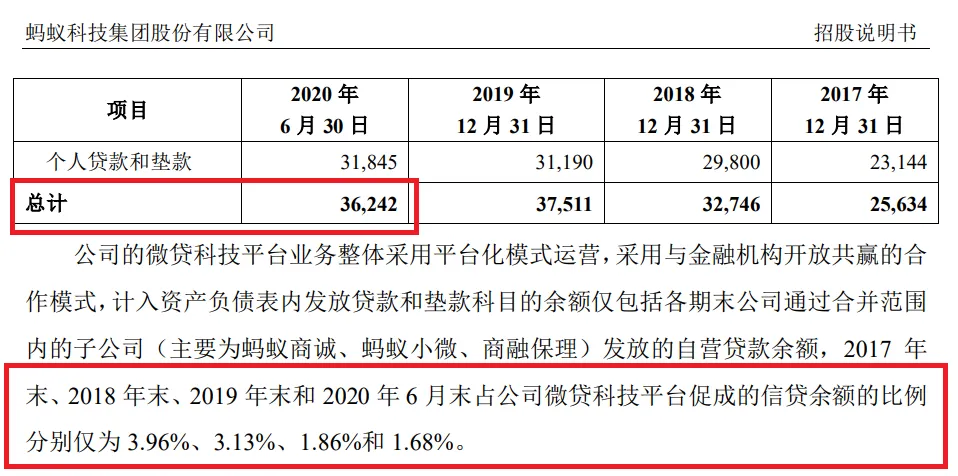 蚂蚁科技集团股份有限公司 招股说明书
项目 2020 年 6 月 30 日 2019 年 12 月 31 日 2018 年 12 月 31 日 2017 年 12 月 31 日
个人贷款和垫款 31,845 31,190 29,800 23,144
总计 36,242 37,511 32,746 25,634
公司的微贷科技平台业务整体采用平台化模式运营，采用与金融机构开放共赢的合
作模式，计入资产负债表内发放贷款和垫款科目的余额仅包括各期末公司通过合并范围
内的子公司（主要为蚂蚁商诚、蚂蚁小微、商融保理）发放的自营贷款余额，2017 年
末、2018 年末、2019 年末和 2020 年 6 月末占公司微贷科技平台促成的信贷余额的比例
分别仅为 3.96%、3.13%、1.86%和 1.68%。